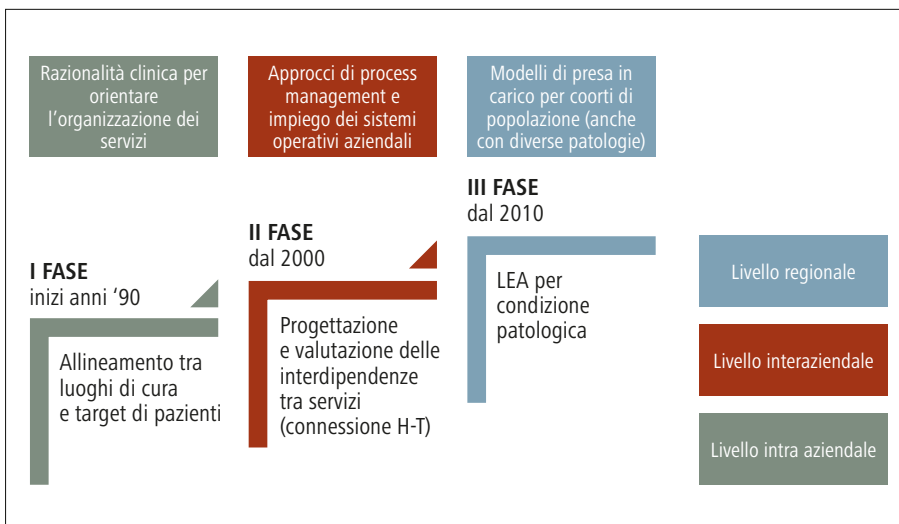 Razionalità clinica per
orientare
l'organizzazione dei
servizi
Approcci di process
management e
impiego dei sistemi
operativi aziendali
Modelli di presa in
carico per coorti di
popolazione (anche
con diverse patologie)
I FASE
inizi anni '90
Allineamento tra
luoghi di cura
e target di pazienti
II FASE
dal 2000
Progettazione
e valutazione delle
interdipendenze
tra servizi
(connessione H-T)
III FASE
dal 2010
LEA per
condizione
patologica
Livello regionale
Livello interaziendale
Livello intra aziendale